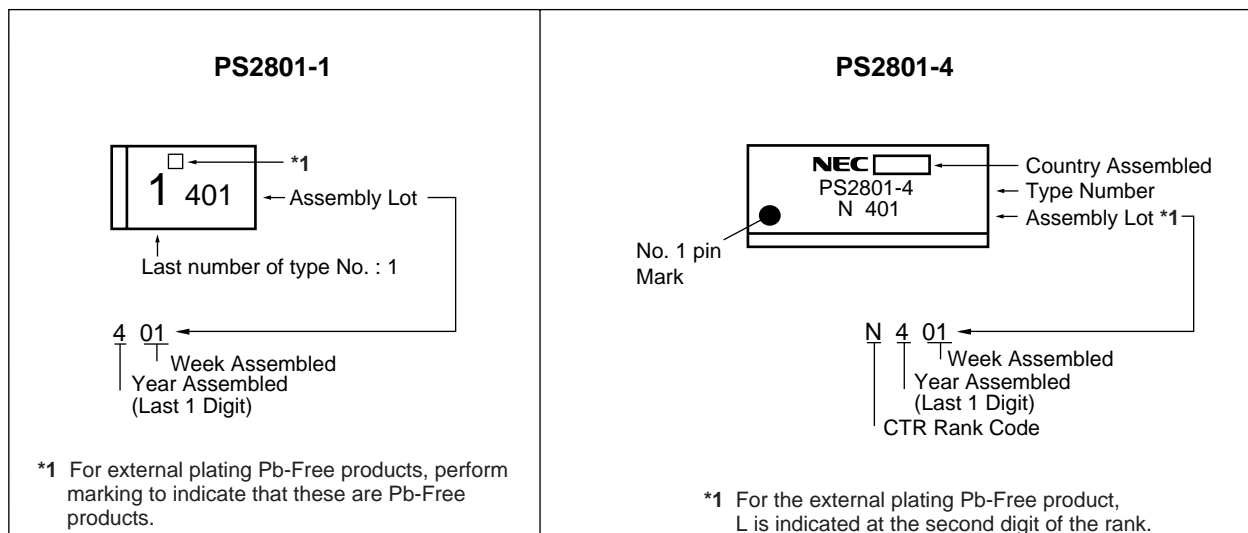 PS2801-1
*1
1 401
Assembly Lot
Last number of type No. : 1
4 01
Week Assembled
Year Assembled
(Last 1 Digit)
*1 For external plating Pb-Free products, perform
marking to indicate that these are Pb-Free
products.
PS2801-4
NEC
Country Assembled
PS2801-4
Type Number
N 401
Assembly Lot *1
No. 1 pin
Mark
N 4 01
Week Assembled
Year Assembled
(Last 1 Digit)
CTR Rank Code
*1 For the external plating Pb-Free product,
L is indicated at the second digit of the rank.